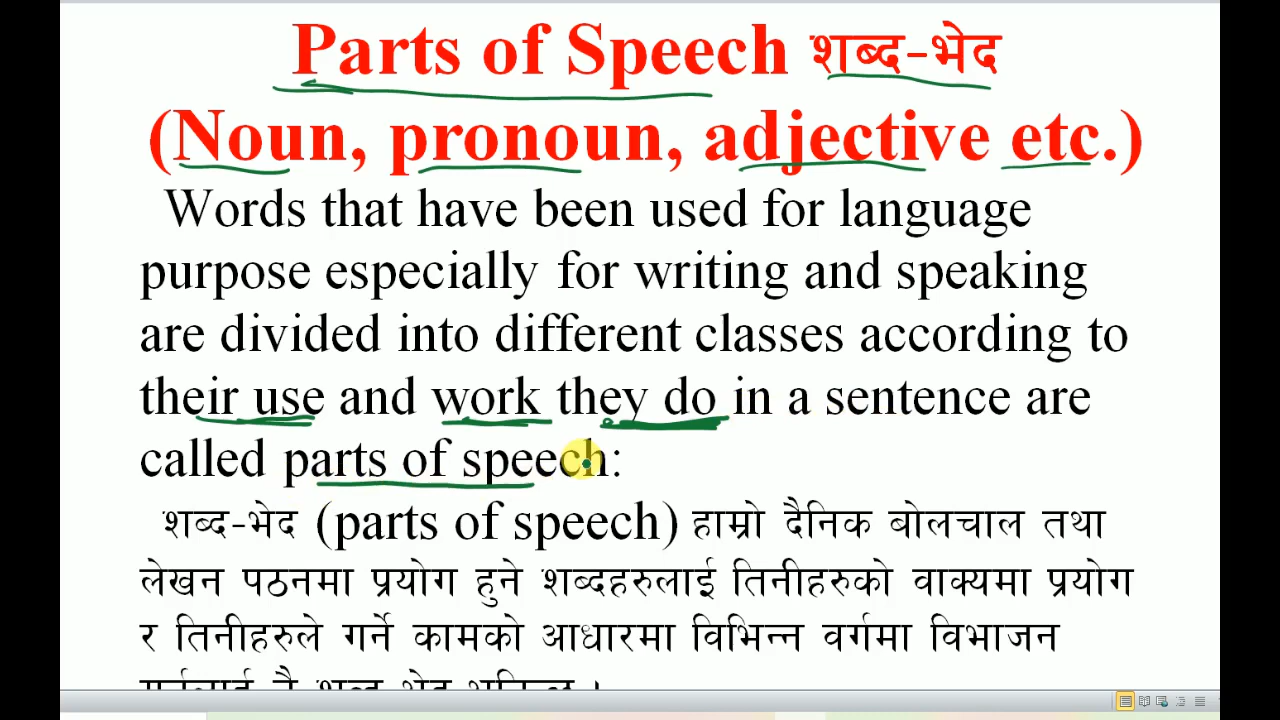 Parts of Speech शब्द-भेद
(Noun, pronoun, adjective etc.)
Words that have been used for language
purpose especially for writing and speaking
are divided into different classes according to
their use and work they do in a sentence are
called parts of speech:
शब्द-भेद (parts of speech) हाम्रो दैनिक बोलचाल तथा
लेखन पठनमा प्रयोग हुने शब्दहरुलाई तिनीहरुको वाक्यमा प्रयोग
र तिनीहरुले गर्ने कामको आधारमा विभिन्न वर्गमा विभाजन